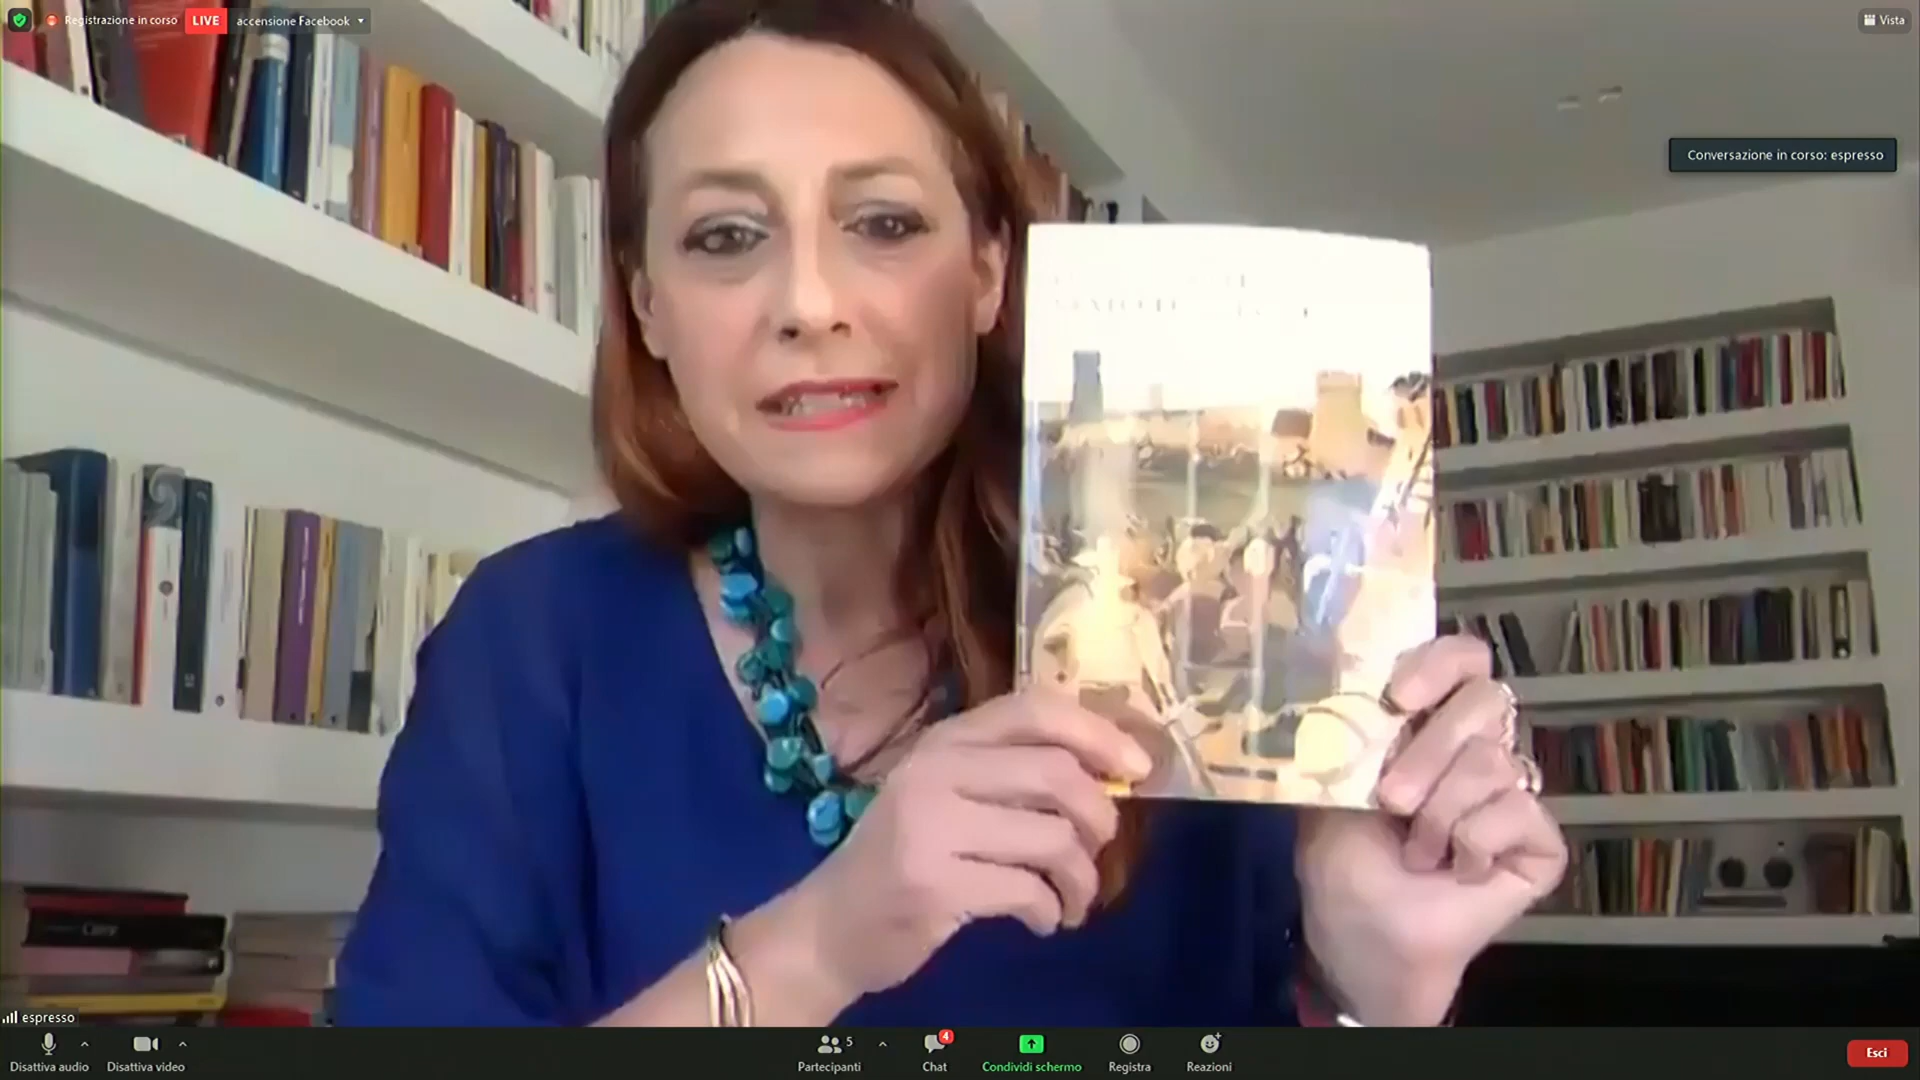 Registrazione in corso
LIVE
accensione Facebook
Vista
Conversazione in corso: espresso
espresso
Disattiva audio
Disattiva video
Partecipanti
5
Chat
4
Condividi schermo
Registra
Reazioni
Esci